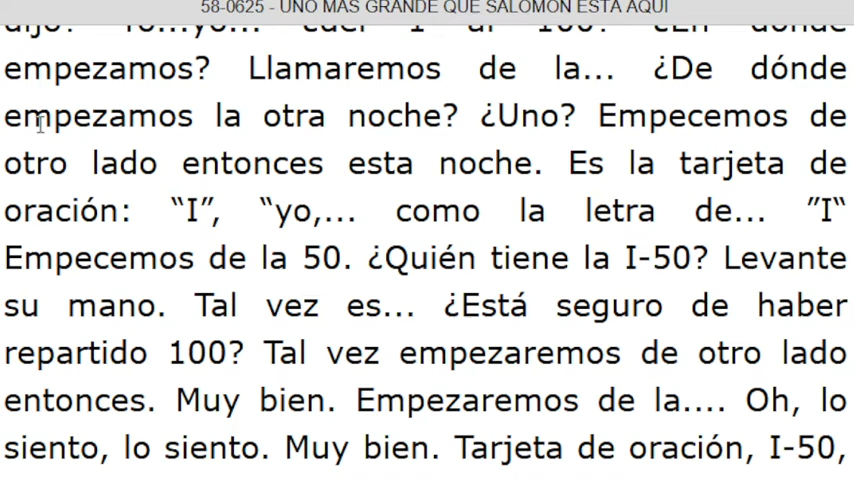 58-0625 - UNO MAS GRANDE QUE SALOMON ESTA AQUI
empezamos? Llamaremos de la... ¿De dónde
empezamos la otra noche? ¿Uno? Empecemos de
otro lado entonces esta noche. Es la tarjeta de
oración: “I”, “yo,... como la letra de... ”I“
Empecemos de la 50. ¿Quién tiene la I-50? Levante
su mano. Tal vez es... ¿Está seguro de haber
repartido 100? Tal vez empezaremos de otro lado
entonces. Muy bien. Empezaremos de la.... Oh, lo
siento, lo siento. Muy bien. Tarjeta de oración, I-50,